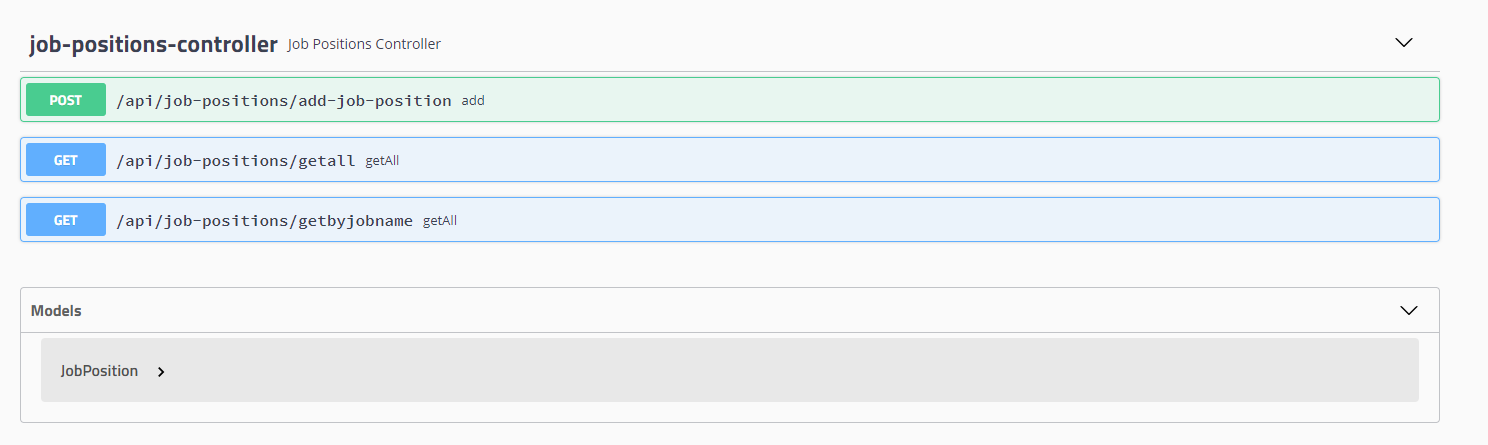 job-positions-controller Job Positions Controller
POST /api/job-positions/add-job-position add
GET /api/job-positions/getall getAll
GET /api/job-positions/getbyjobname getAll
Models
JobPosition